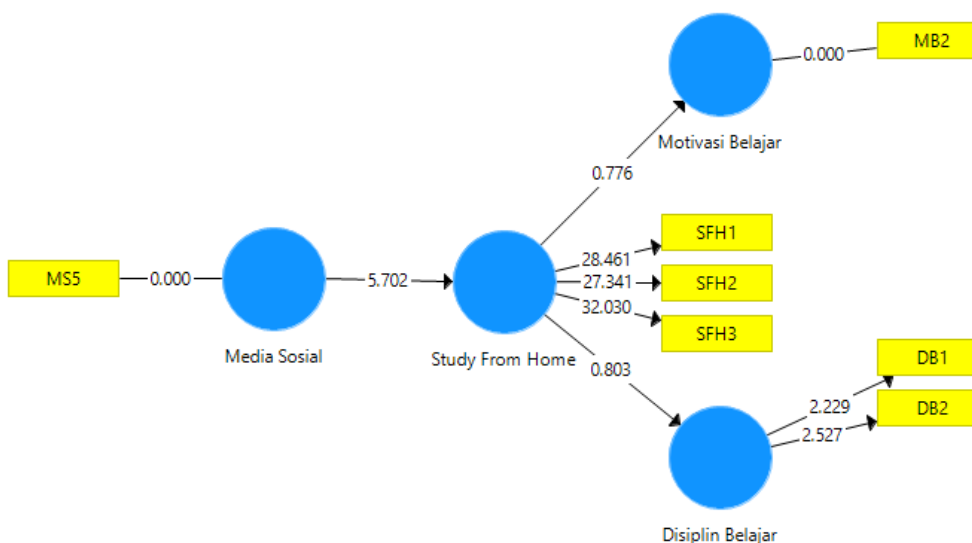 MB2
0.000
Motivasi Belajar
0.776
SFH1
28.461
MS5
0.000
5.702
27.341
SFH2
32.030
SFH3
Media Sosial
Study From Home
0.803
DB1
2.229
DB2
2.527
Disiplin Belajar